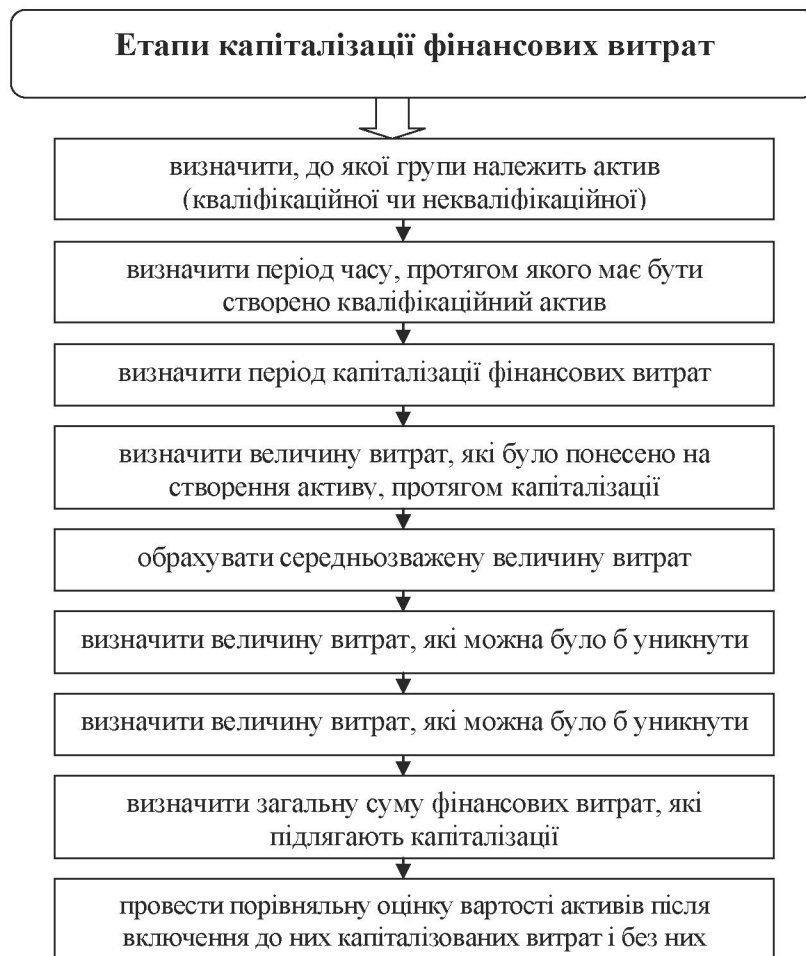 Етапи капіталізації фінансових витрат
визначити, до якої групи належить актив
(кваліфікаційної чи некваліфікаційної)
визначити період часу, протягом якого має бути
створено кваліфікаційний актив
визначити період капіталізації фінансових витрат
визначити величину витрат, які було понесено на
створення активу, протягом капіталізації
обрахувати середньозважену величину витрат
визначити величину витрат, які можна було б уникнути
визначити величину витрат, які можна було б уникнути
визначити загальну суму фінансових витрат, які
підлягають капіталізації
провести порівняльну оцінку вартості активів після
включення до них капіталізованих витрат і без них